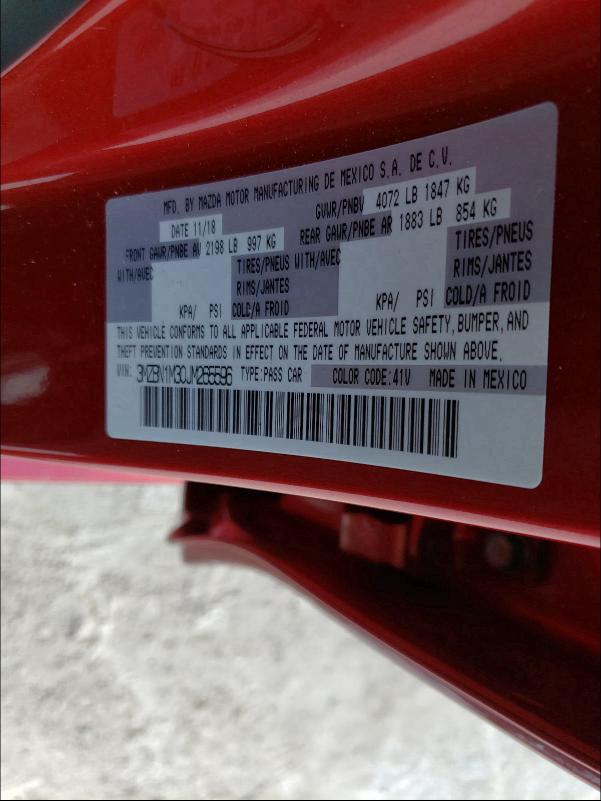 MFD. BY MAZDA MOTOR MANUFACTURING DE MEXICO S.A. DE C.V.
DATE 11/18 GVWR/PNBV 4072 LB 1847 KG
FRONT GAWR/PNBE AV 2198 LB 997 KG REAR GAWR/PNBE AR 1883 LB 854 KG
WITH/AVEC TIRES/PNEUS WITH/AVEC TIRES/PNEUS
RIMS/JANTES RIMS/JANTES
KPA/ PSI COLD/A FROID KPA/ PSI COLD/A FROID
THIS VEHICLE CONFORMS TO ALL APPLICABLE FEDERAL MOTOR VEHICLE SAFETY, BUMPER, AND
THEFT PREVENTION STANDARDS IN EFFECT ON THE DATE OF MANUFACTURE SHOWN ABOVE.
VIN: 3MZBN1M30JM265596 TYPE:PASS CAR COLOR CODE:41V MADE IN MEXICO